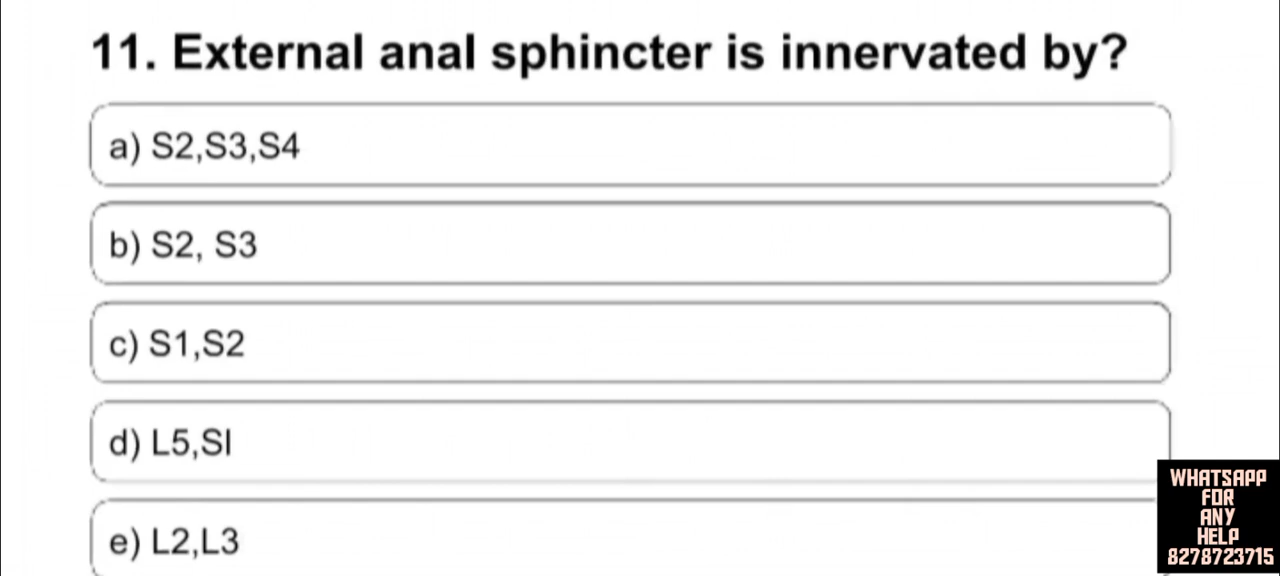 11. External anal sphincter is innervated by?
a) S2,S3,S4
b) S2, S3
c) S1,S2
d) L5,SI
e) L2,L3
WHATSAPP
FOR
ANY
HELP
8278723715